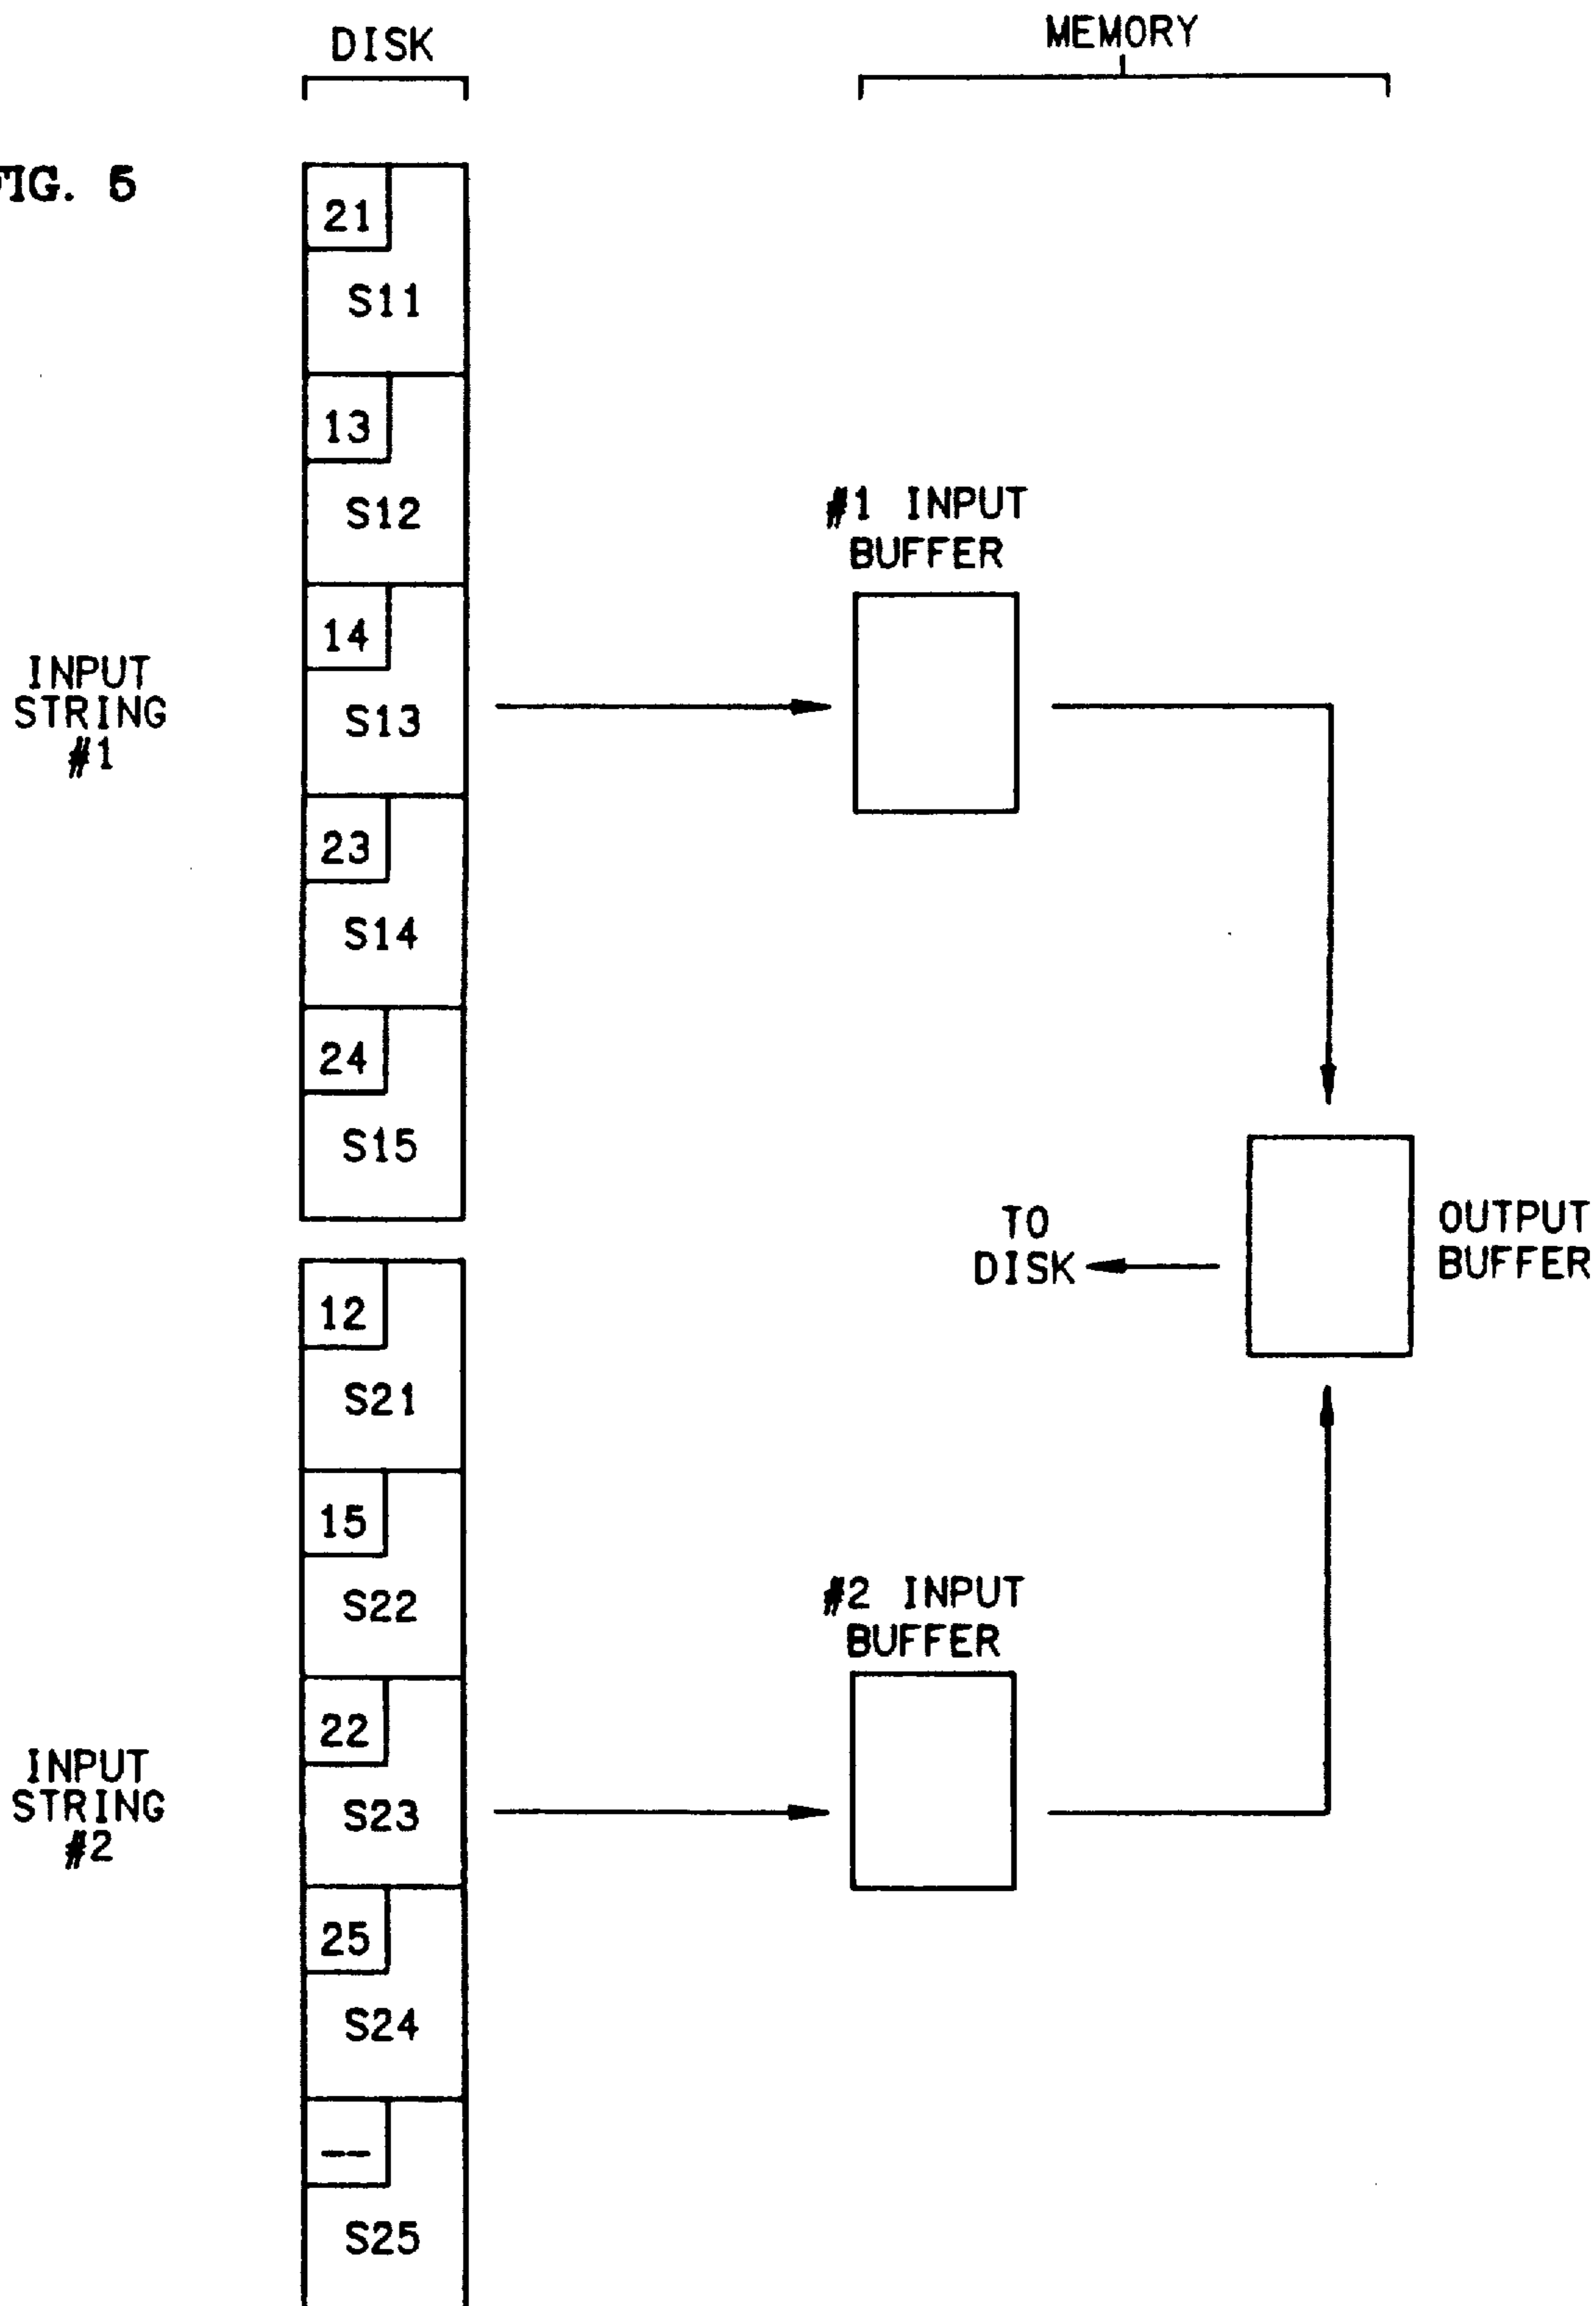 DISK
MEMORY
FIG. 5
21
S11
13
S12
#1 INPUT
BUFFER
14
S13
INPUT
STRING
#1
23
S14
24
S15
TO
DISK
OUTPUT
BUFFER
12
S21
15
S22
#2 INPUT
BUFFER
22
S23
INPUT
STRING
#2
25
S24
--
S25